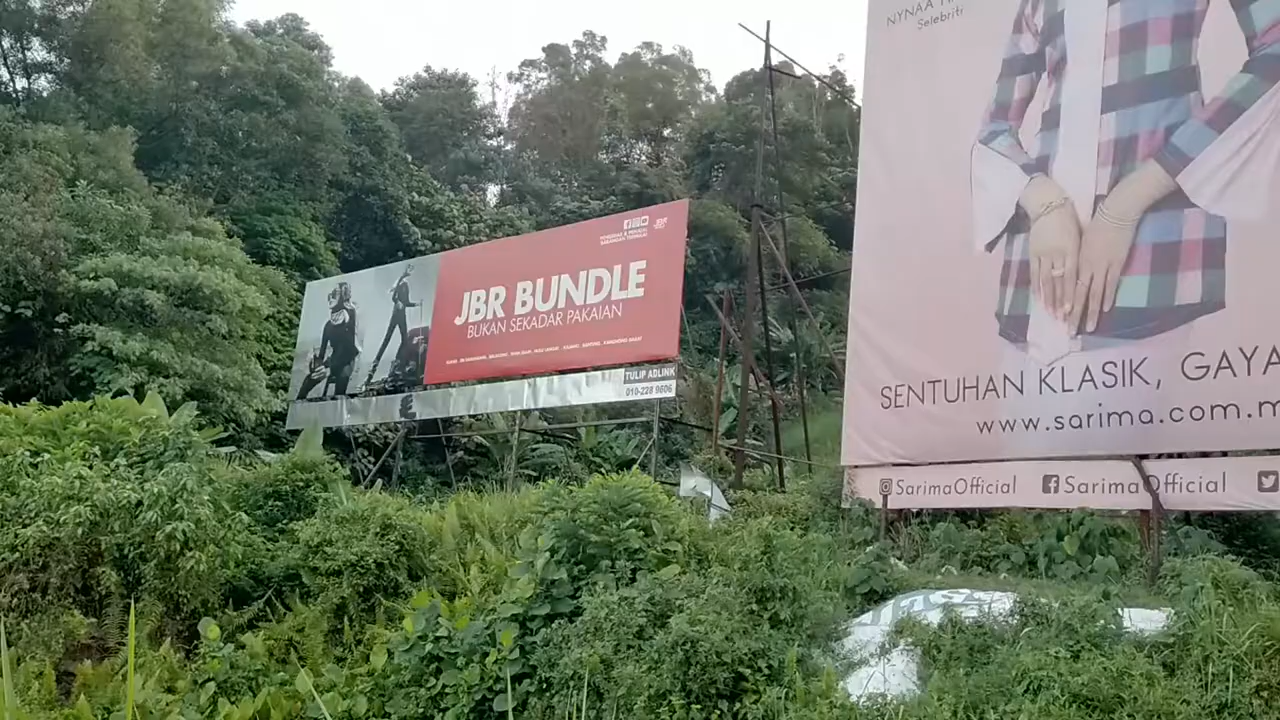 JBR BUNDLE
BUKAN SEKADAR PAKAIAN
TULIP ADLINK
010-228 9606
NYNAA
Selebriti
SENTUHAN KLASIK, GAYA
www.sarima.com.m
SarimaOfficial
SarimaOfficial